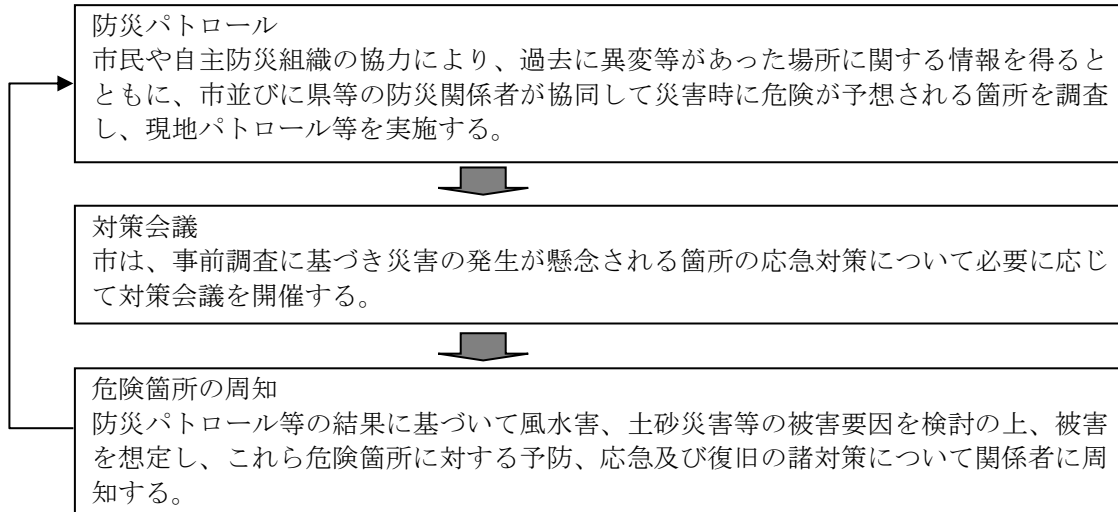 防災パトロール
市民や自主防災組織の協力により、過去に異変等があった場所に関する情報を得ると
ともに、市並びに県等の防災関係者が協同して災害時に危険が予想される箇所を調査
し、現地パトロール等を実施する。
対策会議
市は、事前調査に基づき災害の発生が懸念される箇所の応急対策について必要に応じ
て対策会議を開催する。
危険箇所の周知
防災パトロール等の結果に基づいて風水害、土砂災害等の被害要因を検討の上、被害
を想定し、これら危険箇所に対する予防、応急及び復旧の諸対策について関係者に周
知する。